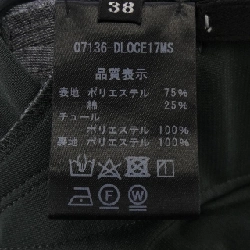 38
07136-DLOCE17MS
品質表示
表地 ポリエステル 75%
綿 25%
チュール
ポリエステル 100%
裏地 ポリエステル 100%